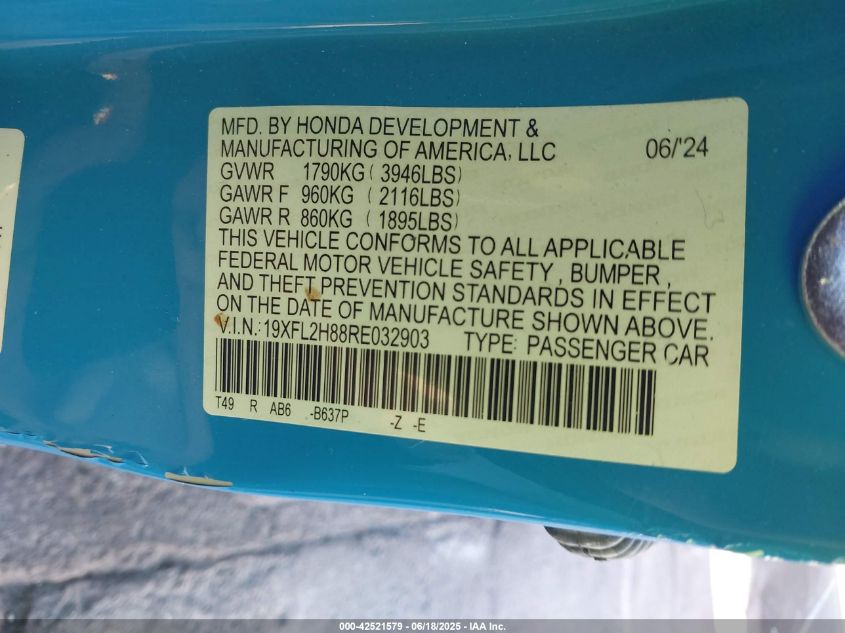 MFD. BY HONDA DEVELOPMENT &
MANUFACTURING OF AMERICA, LLC 06/'24
GVWR 1790KG ( 3946LBS)
GAWR F 960KG ( 2116LBS)
GAWR R 860KG ( 1895LBS)
THIS VEHICLE CONFORMS TO ALL APPLICABLE
FEDERAL MOTOR VEHICLE SAFETY , BUMPER ,
AND THEFT PREVENTION STANDARDS IN EFFECT
ON THE DATE OF MANUFACTURE SHOWN ABOVE.
V.I.N.:19XFL2H88RE032903 TYPE: PASSENGER CAR
T49 R AB6 -B637P -Z -E
000-42521579 - 06/18/2025 - IAA Inc.